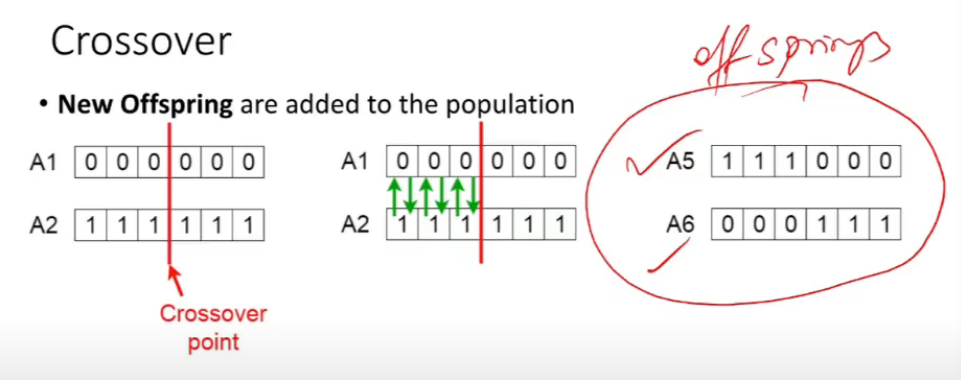 Crossover
offsprings
• New Offspring are added to the population
A1 0 0 0 0 0 0
A2 1 1 1 1 1 1
Crossover
point
A1 0 0 0 0 0 0
A2 1 1 1 1 1 1
A5 1 1 1 0 0 0
A6 0 0 0 1 1 1